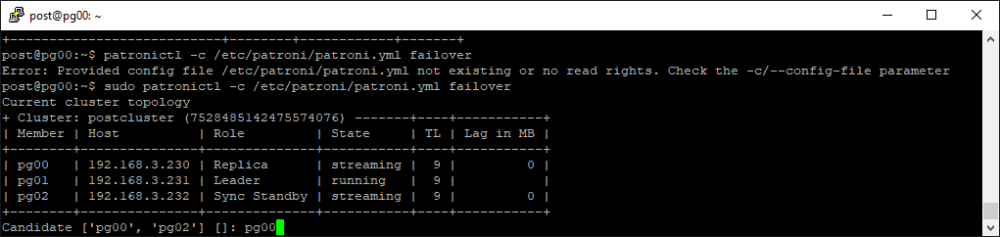 post@pg00: ~
+---------------------------+--------+------------+-------+
post@pg00:~$ patronictl -c /etc/patroni/patroni.yml failover
Error: Provided config file /etc/patroni/patroni.yml not existing or no read rights. Check the -c/--config-file parameter
post@pg00:~$ sudo patronictl -c /etc/patroni/patroni.yml failover
Current cluster topology
+ Cluster: postcluster (7528485142475574076) -------+----+-----------+
| Member | Host          | Role         | State     | TL | Lag in MB |
+--------+---------------+--------------+-----------+----+-----------+
| pg00   | 192.168.3.230 | Replica      | streaming |  9 |         0 |
| pg01   | 192.168.3.231 | Leader       | running   |  9 |           |
| pg02   | 192.168.3.232 | Sync Standby | streaming |  9 |         0 |
+--------+---------------+--------------+-----------+----+-----------+
Candidate ['pg00', 'pg02'] []: pg00